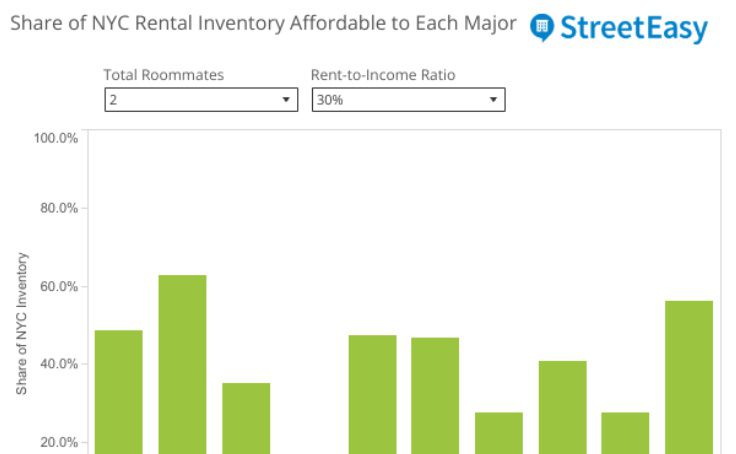 Share of NYC Rental Inventory Affordable to Each Major
StreetEasy
Total Roommates
Rent-to-Income Ratio
2
30%
100.0%
80.0%
60.0%
40.0%
20.0%
Share of NYC Inventory